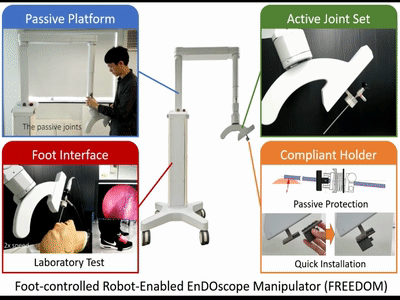 Passive Platform
Active Joint Set
The passive joints
Foot Interface
Compliant Holder
2x speed
Laboratory Test
Passive Protection
Quick Installation
Foot-controlled Robot-Enabled EnDOscope Manipulator (FREEDOM)